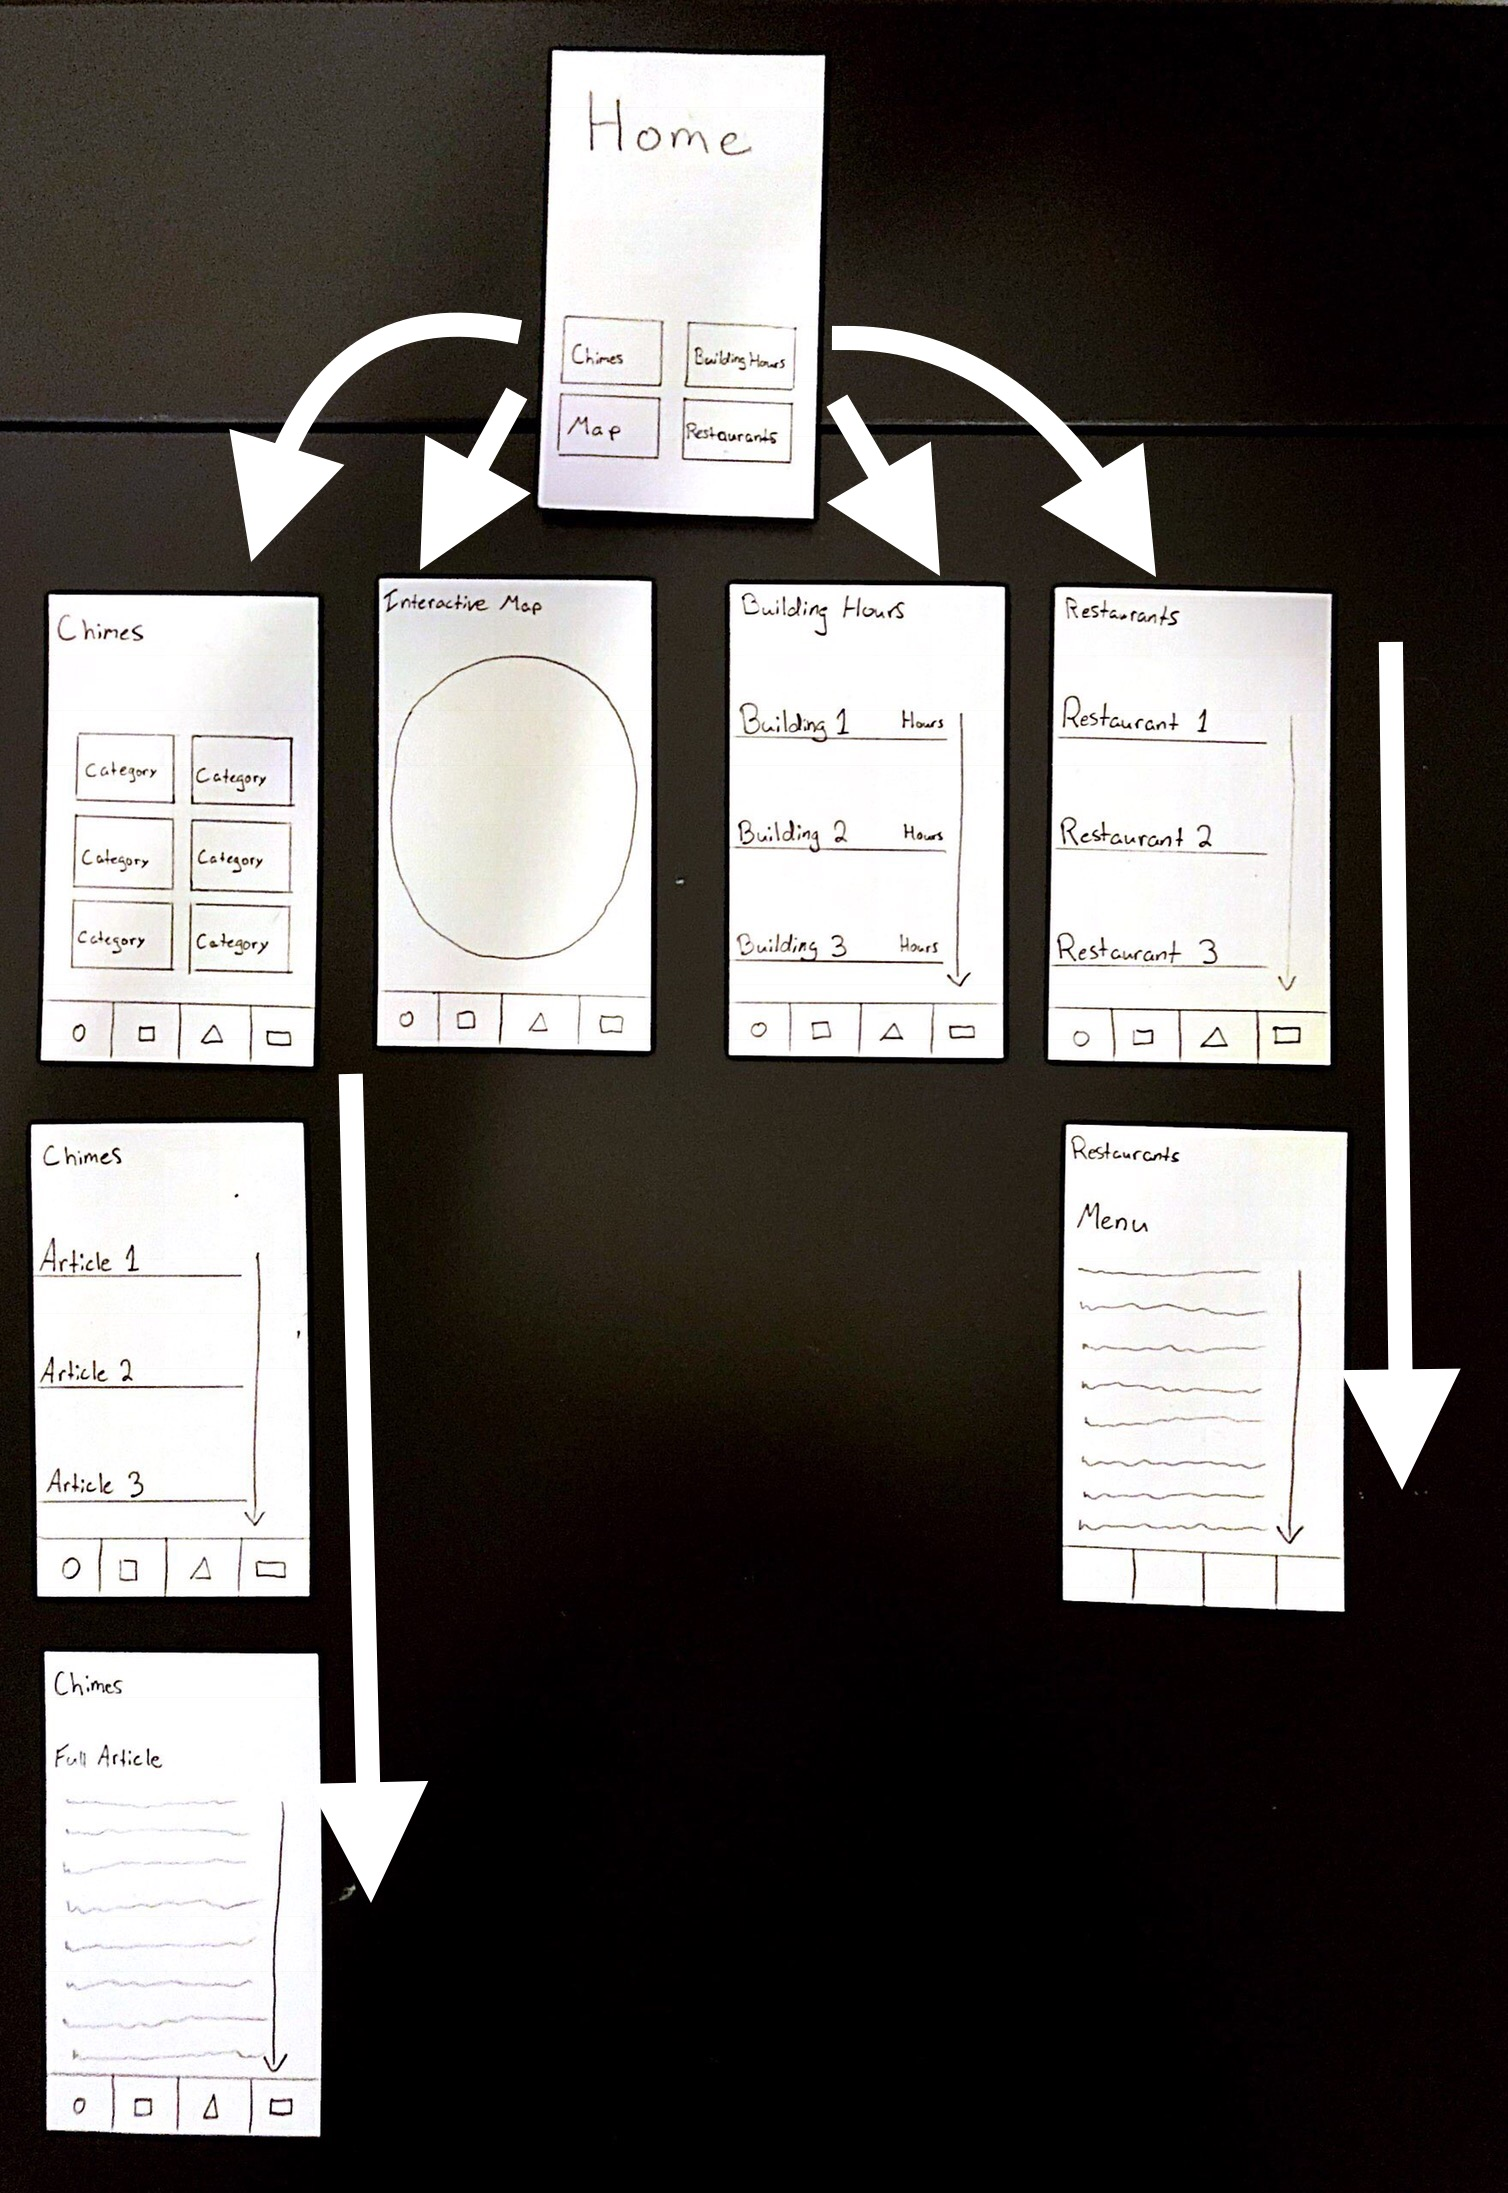 Home
Chimes
Building Hours
Map
Restaurants
Chimes
Category
Category
Category
Category
Category
Category
Interactive Map
Building Hours
Building 1 Hours
Building 2 Hours
Building 3 Hours
Restaurants
Restaurant 1
Restaurant 2
Restaurant 3
Chimes
Article 1
Article 2
Article 3
Restaurants
Menu
Chimes
Full Article